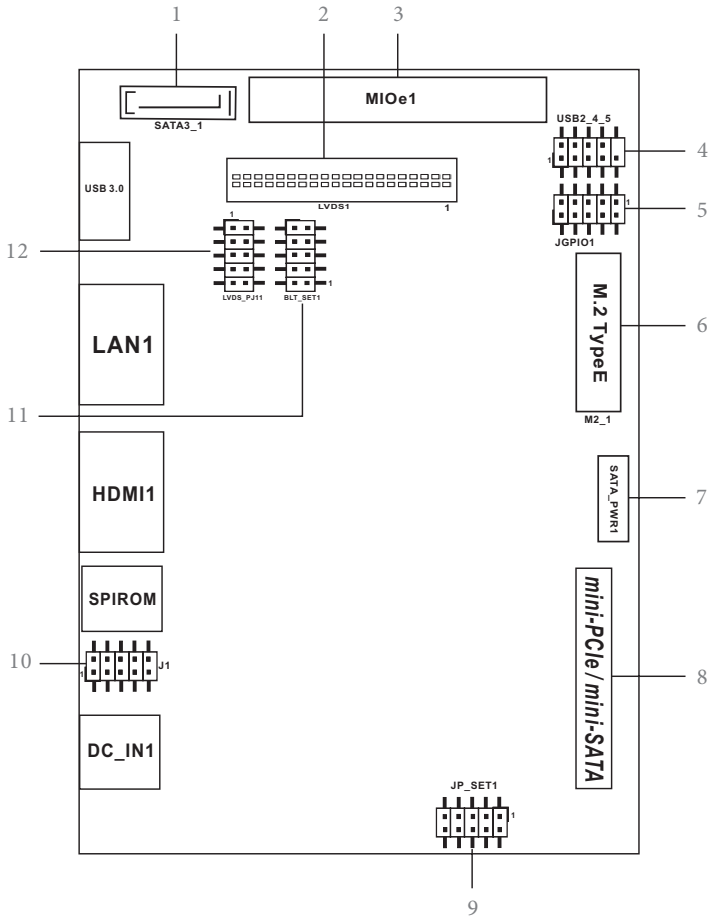 1
2
3
MIOe1
SATA3_1
USB2_4_5
1
4
USB 3.0
LVDS1
1
1
5
JGPIO1
1
12
LVDS_PJ11
BLT_SET1
1
M.2 TypeE
6
M2_1
LAN1
11
HDMI1
SATA_PWR1
7
SPIROM
mini-PCIe/mini-SATA
8
10
1
J1
DC_IN1
JP_SET1
1
9